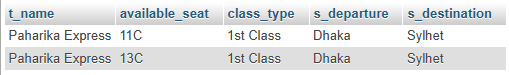 t_name available_seat class_type s_departure s_destination
Paharika Express 11C 1st Class Dhaka Sylhet
Paharika Express 13C 1st Class Dhaka Sylhet